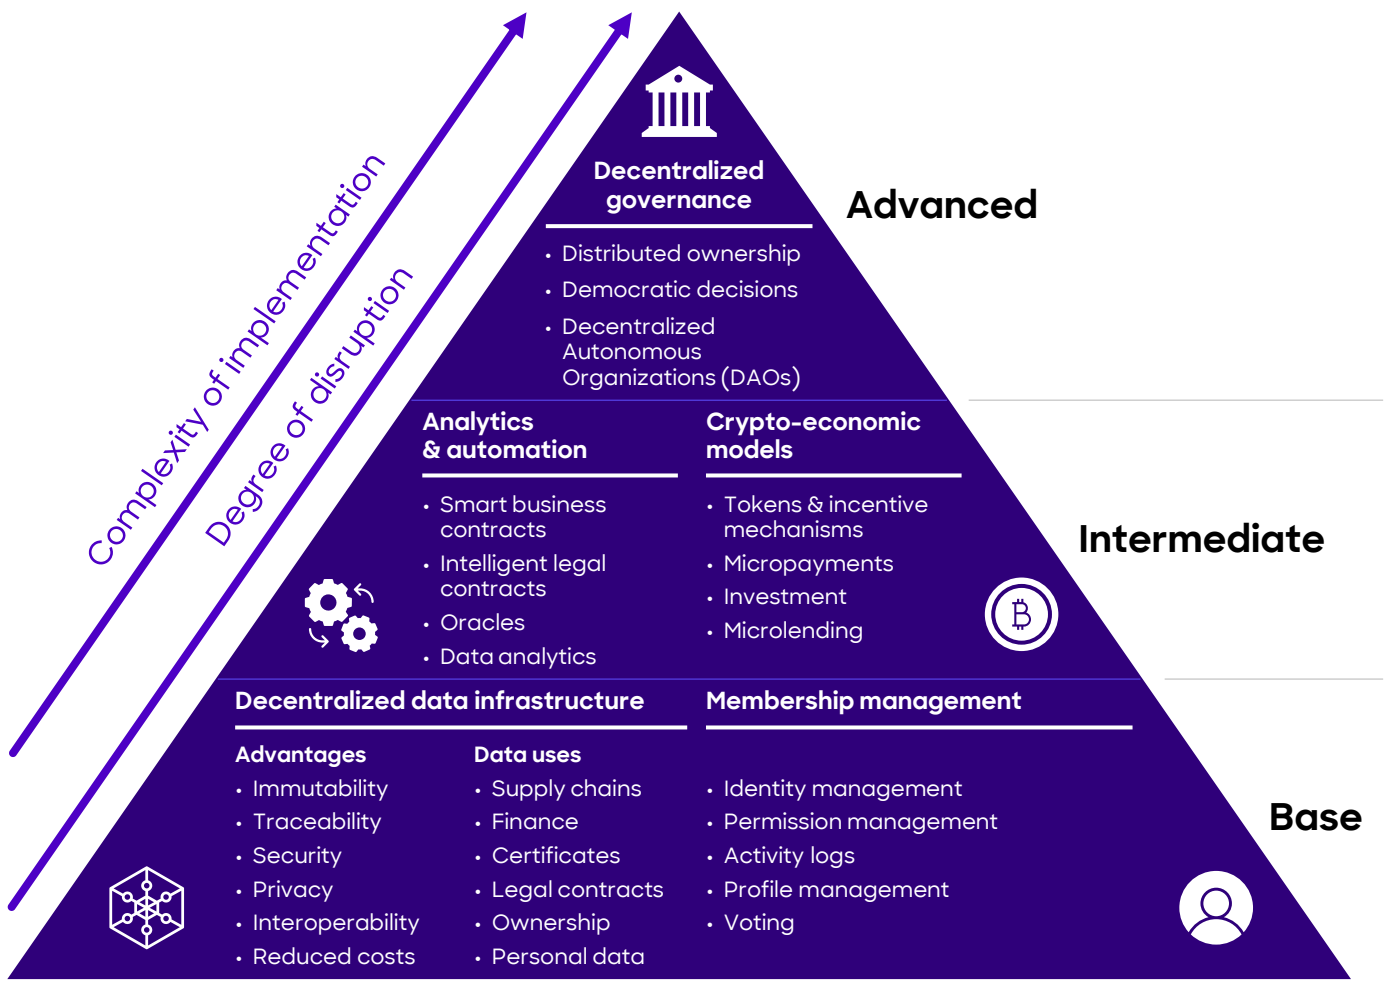 Complexity of implementation
Degree of disruption
Decentralized
governance
• Distributed ownership
• Democratic decisions
• Decentralized
Autonomous
Organizations (DAOs)
Advanced
Analytics
& automation
• Smart business
contracts
• Intelligent legal
contracts
• Oracles
• Data analytics
Crypto-economic
models
• Tokens & incentive
mechanisms
• Micropayments
• Investment
• Microlending
Intermediate
Decentralized data infrastructure
Advantages
• Immutability
• Traceability
• Security
• Privacy
• Interoperability
• Reduced costs
Data uses
• Supply chains
• Finance
• Certificates
• Legal contracts
• Ownership
• Personal data
Membership management
• Identity management
• Permission management
• Activity logs
• Profile management
• Voting
Base